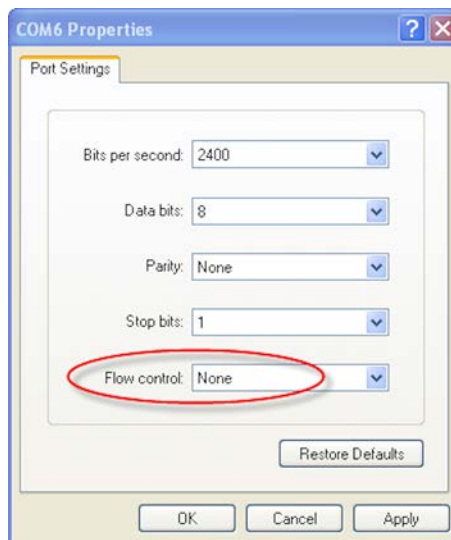 COM6 Properties
Port Settings
Bits per second: 2400
Data bits: 8
Parity: None
Stop bits: 1
Flow control: None
Restore Defaults
OK Cancel Apply